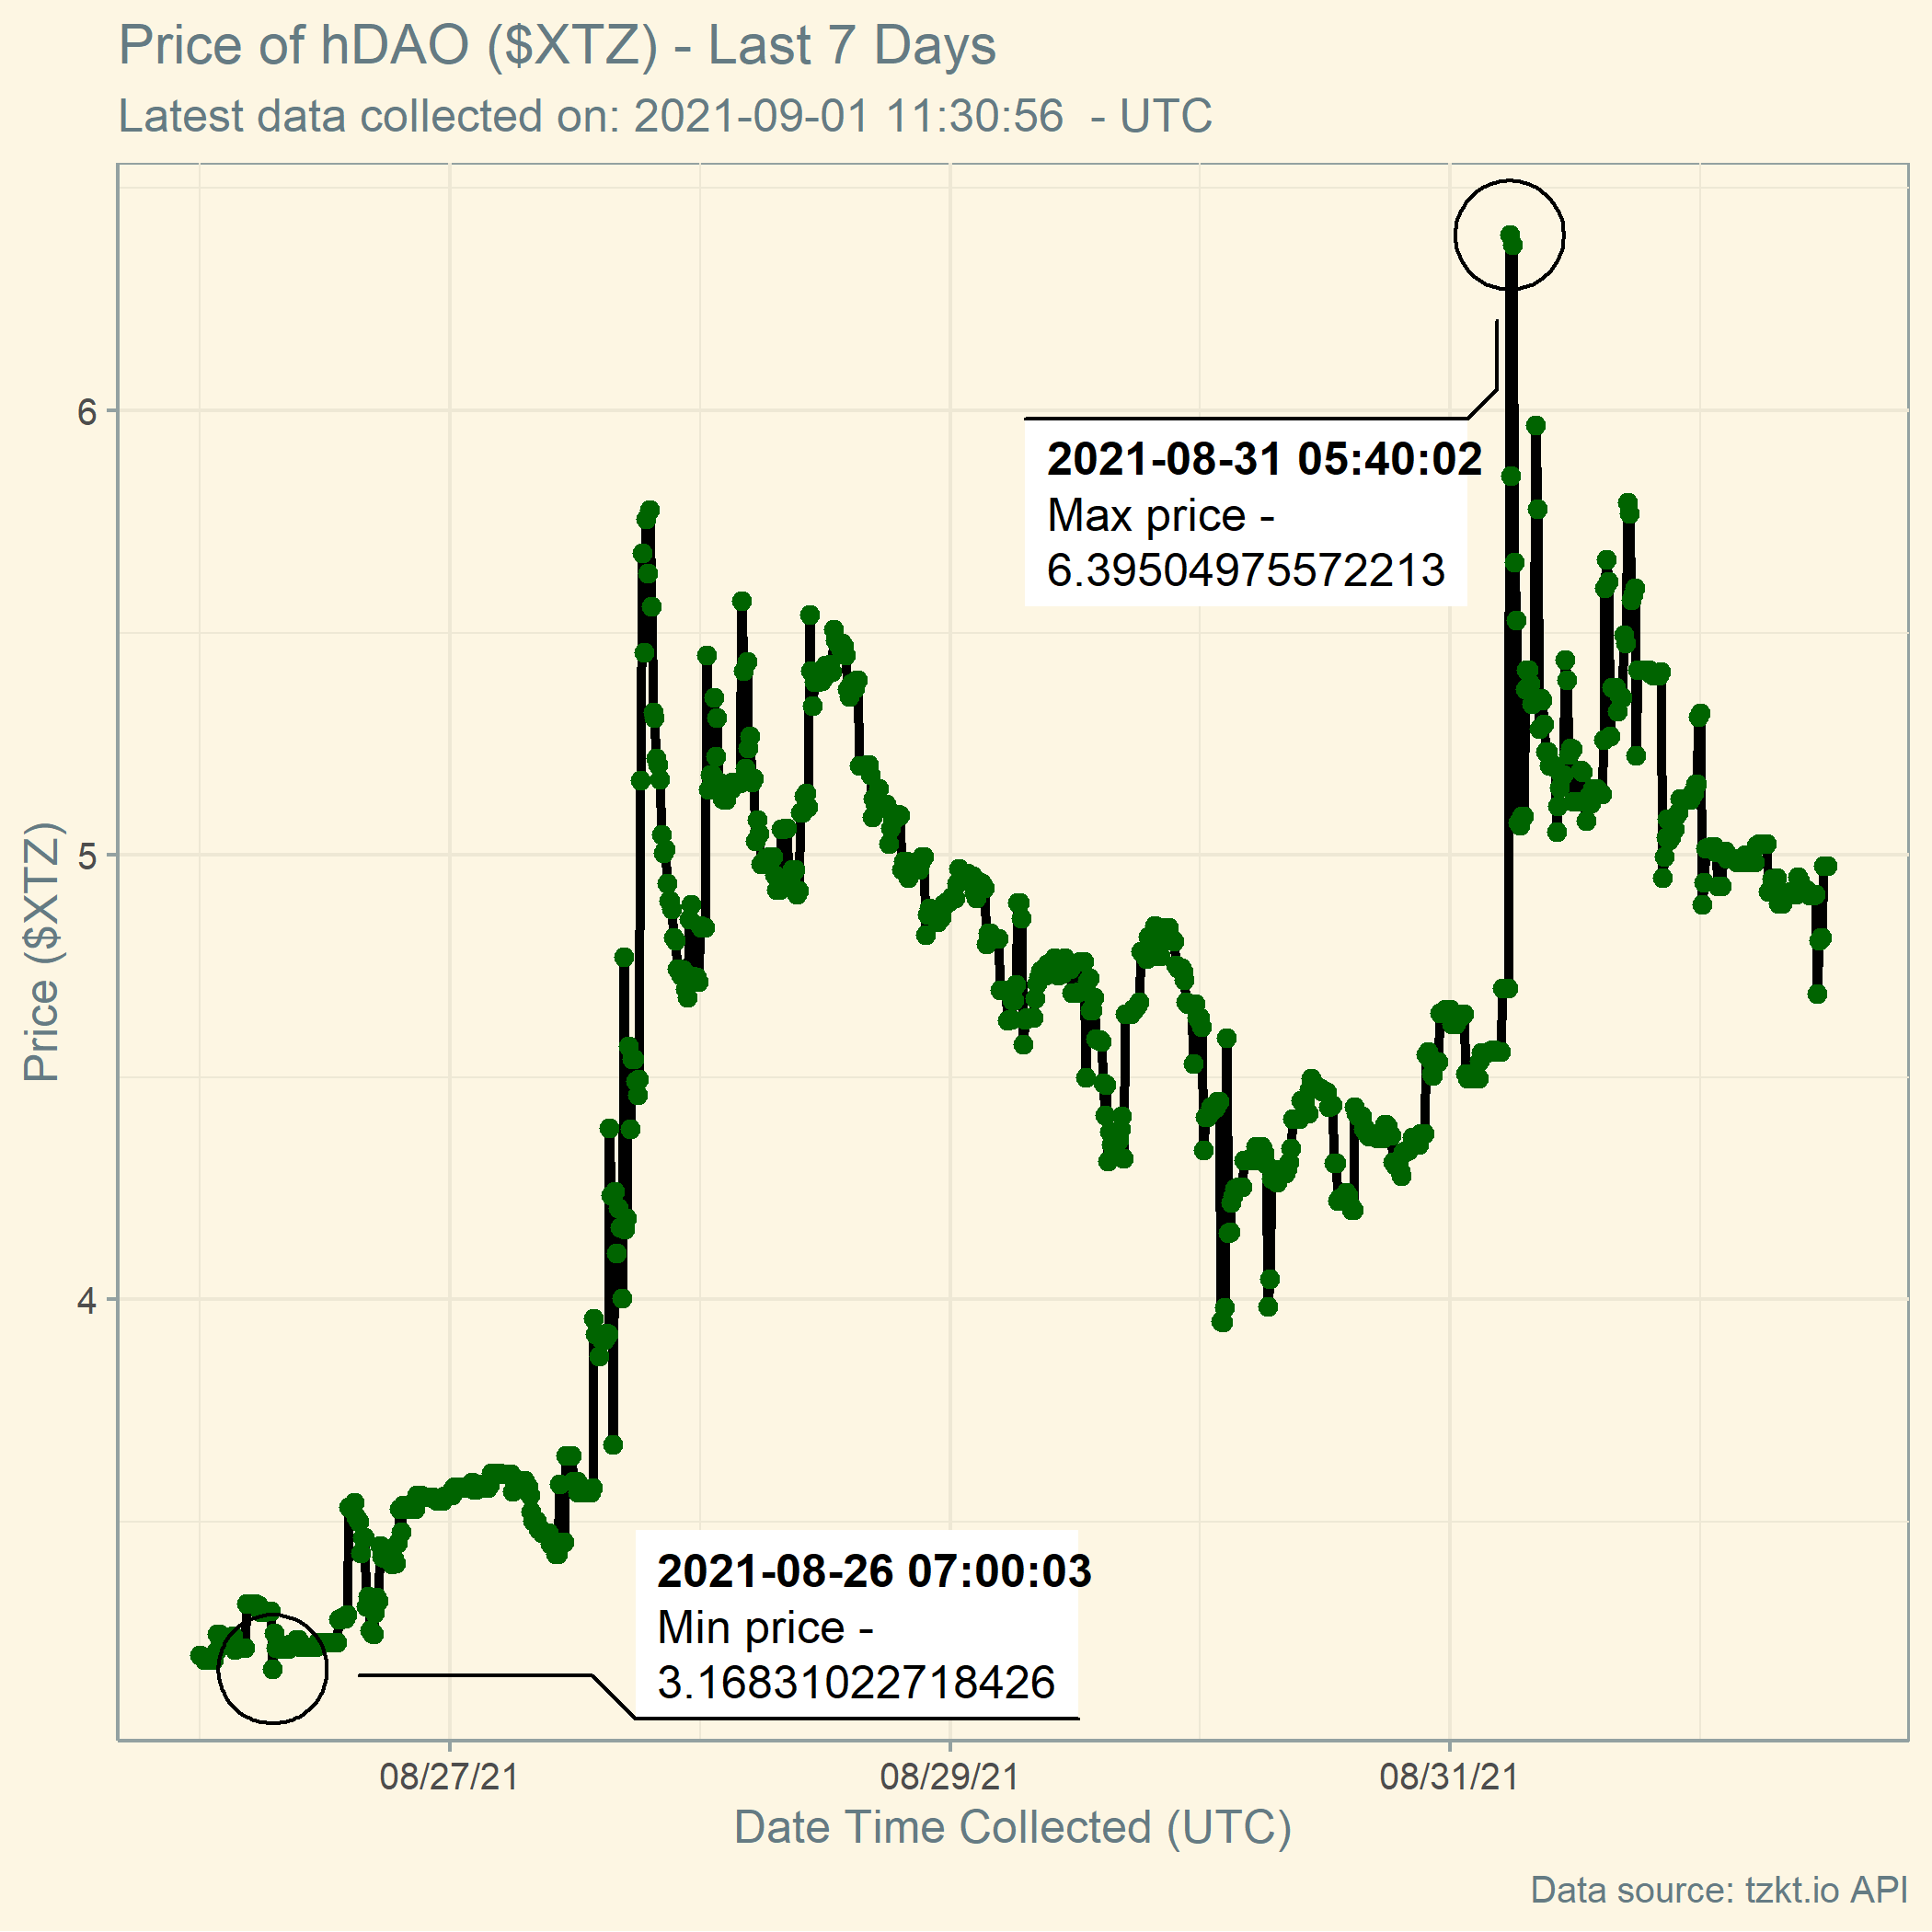 Price of hDAO ($XTZ) - Last 7 Days
Latest data collected on: 2021-09-01 11:30:56  - UTC
6
2021-08-31 05:40:02
Max price -
6.39504975572213
5
Price ($XTZ)
4
2021-08-26 07:00:03
Min price -
3.16831022718426
08/27/21
08/29/21
08/31/21
Date Time Collected (UTC)
Data source: tzkt.io API